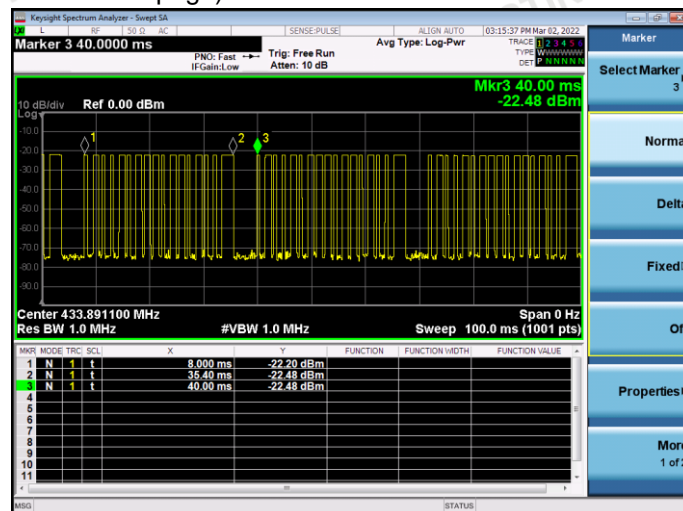 Keysight Spectrum Analyzer - Swept SA
L RF 50 Ω AC SENSE:PULSE ALIGN AUTO 03:15:37 PM Mar 02, 2022
Marker 3 40.0000 ms
PNO: Fast
IFGain:Low
Trig: Free Run
Atten: 10 dB
Avg Type: Log-Pwr
TRACE 1 2 3 4 5 6
TYPE
DET P N N N N N
Mkr3 40.00 ms
-22.48 dBm
10 dB/div Ref 0.00 dBm
Log
-10.0
1 2 3
-20.0
-30.0
-40.0
-50.0
-60.0
-70.0
-80.0
-90.0
Center 433.891100 MHz Span 0 Hz
Res BW 1.0 MHz #VBW 1.0 MHz Sweep 100.0 ms (1001 pts)
MKR MODE TRC SCL X Y FUNCTION FUNCTION WIDTH FUNCTION VALUE
1 N 1 t 8.000 ms -22.20 dBm
2 N 1 t 35.40 ms -22.48 dBm
3 N 1 t 40.00 ms -22.48 dBm
4
5
6
7
8
9
10
11
MSG STATUS
Marker
Select Marker
3
Norma
Delta
Fixed
Of
Properties
More
1 of 2